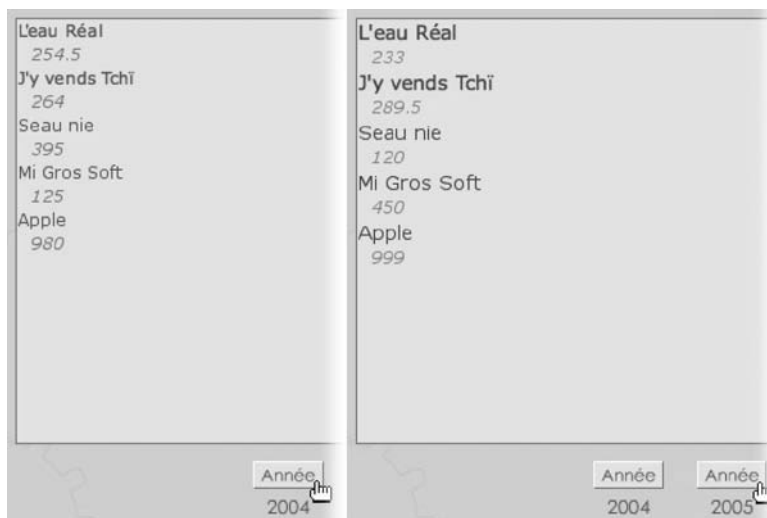 L'eau Réal
254.5
J'y vends Tchï
264
Seau nie
395
Mi Gros Soft
125
Apple
980
Année
2004
L'eau Réal
233
J'y vends Tchï
289.5
Seau nie
120
Mi Gros Soft
450
Apple
999
Année Année
2004 2005